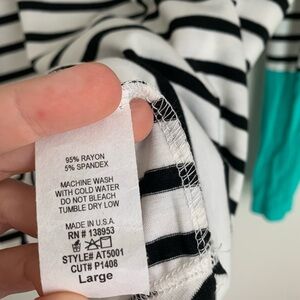 95% RAYON
5% SPANDEX
MACHINE WASH
WITH COLD WATER
DO NOT BLEACH
TUMBLE DRY LOW
MADE IN U.S.A.
RN # 138953
STYLE# AT5001
CUT# P1408
Large